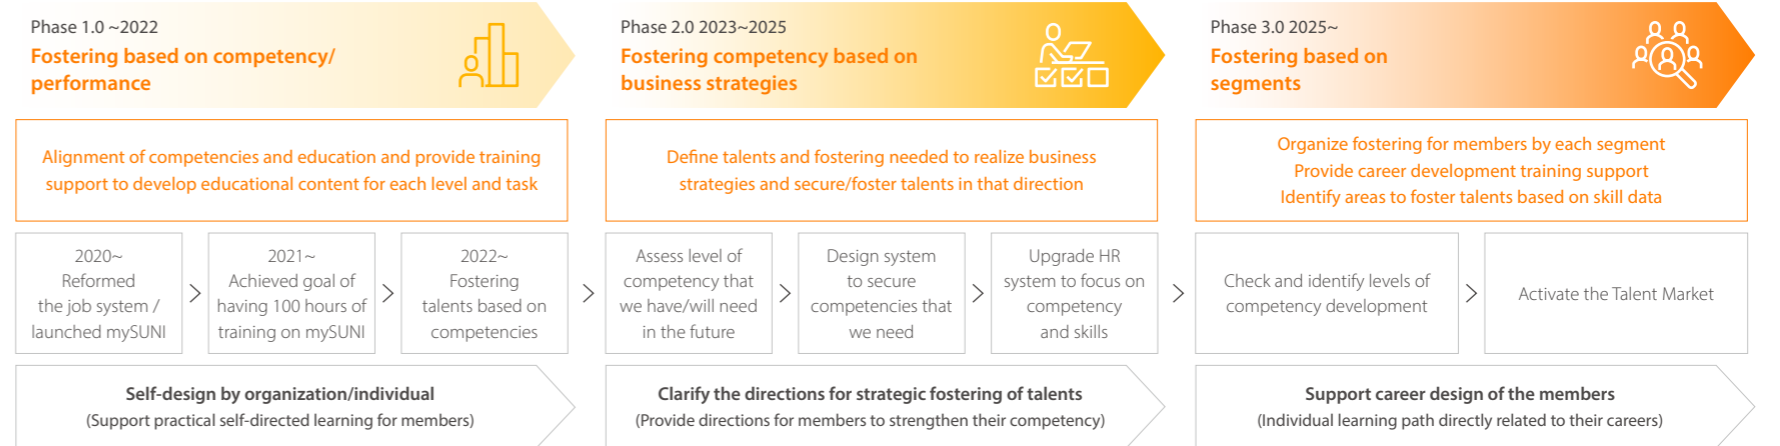 Phase 1.0 ~2022
Fostering based on competency/
performance
Phase 2.0 2023~2025
Fostering competency based on
business strategies
Phase 3.0 2025~
Fostering based on
segments
Alignment of competencies and education and provide training
support to develop educational content for each level and task
Define talents and fostering needed to realize business
strategies and secure/foster talents in that direction
Organize fostering for members by each segment
Provide career development training support
Identify areas to foster talents based on skill data
2020~
Reformed
the job system /
launched mySUNI
2021~
Achieved goal of
having 100 hours of
training on mySUNI
2022~
Fostering
talents based on
competencies
Assess level of
competency that
we have/will need
in the future
Design system
to secure
competencies that
we need
Upgrade HR
system to focus on
competency
and skills
Check and identify levels of
competency development
Activate the Talent Market
Self-design by organization/individual
(Support practical self-directed learning for members)
Clarify the directions for strategic fostering of talents
(Provide directions for members to strengthen their competency)
Support career design of the members
(Individual learning path directly related to their careers)